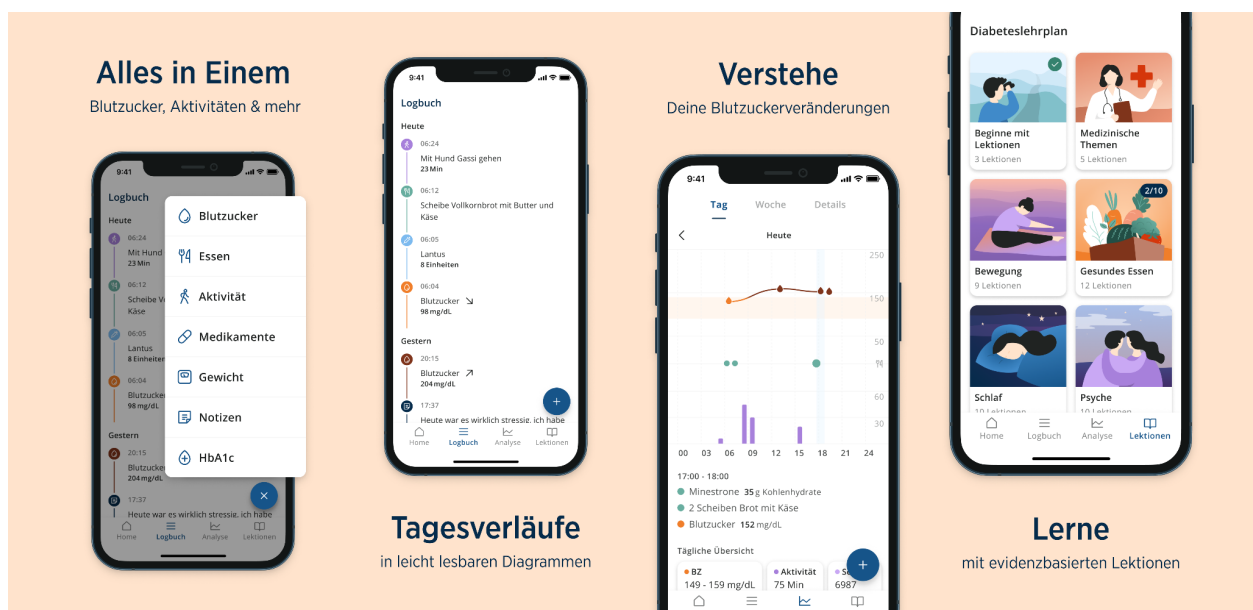 Alles in Einem
Blutzucker, Aktivitäten & mehr
9:41
Logbuch
Heute
06:24
Mit Hund
23 Min
06:12
Scheibe
Käse
06:05
Lantus
8 Einheiten
06:04
Blutzucker
98 mg/dL
Gestern
20:15
Blutzucker
204 mg/dL
17:37
Heute war es wirklich stressig, ich habe
Home Logbuch Analyse Lektionen
Blutzucker
Essen
Aktivität
Medikamente
Gewicht
Notizen
HbA1c
9:41
Logbuch
Heute
06:24
Mit Hund Gassi gehen
23 Min
06:12
Scheibe Vollkornbrot mit Butter und
Käse
06:05
Lantus
8 Einheiten
06:04
Blutzucker
98 mg/dL
Gestern
20:15
Blutzucker
204 mg/dL
17:37
Heute war es wirklich stressig, ich habe
Home Logbuch Analyse Lektionen
Tagesverläufe
in leicht lesbaren Diagrammen
Verstehe
Deine Blutzuckerveränderungen
9:41
Tag Woche Details
Heute
250
150
50
60
30
00 03 06 09 12 15 18 21 24
17:00 - 18:00
Minestrone 35 g Kohlenhydrate
2 Scheiben Brot mit Käse
Blutzucker 152 mg/dL
Tägliche Übersicht
BZ
149 - 159 mg/dL
Aktivität
75 Min
6987
Diabeteslehrplan
Beginne mit
Lektionen
3 Lektionen
Medizinische
Themen
5 Lektionen
Bewegung
9 Lektionen
2/10
Gesundes Essen
12 Lektionen
Schlaf
10 Lektionen
Psyche
10 Lektionen
Home Logbuch Analyse Lektionen
Lerne
mit evidenzbasierten Lektionen